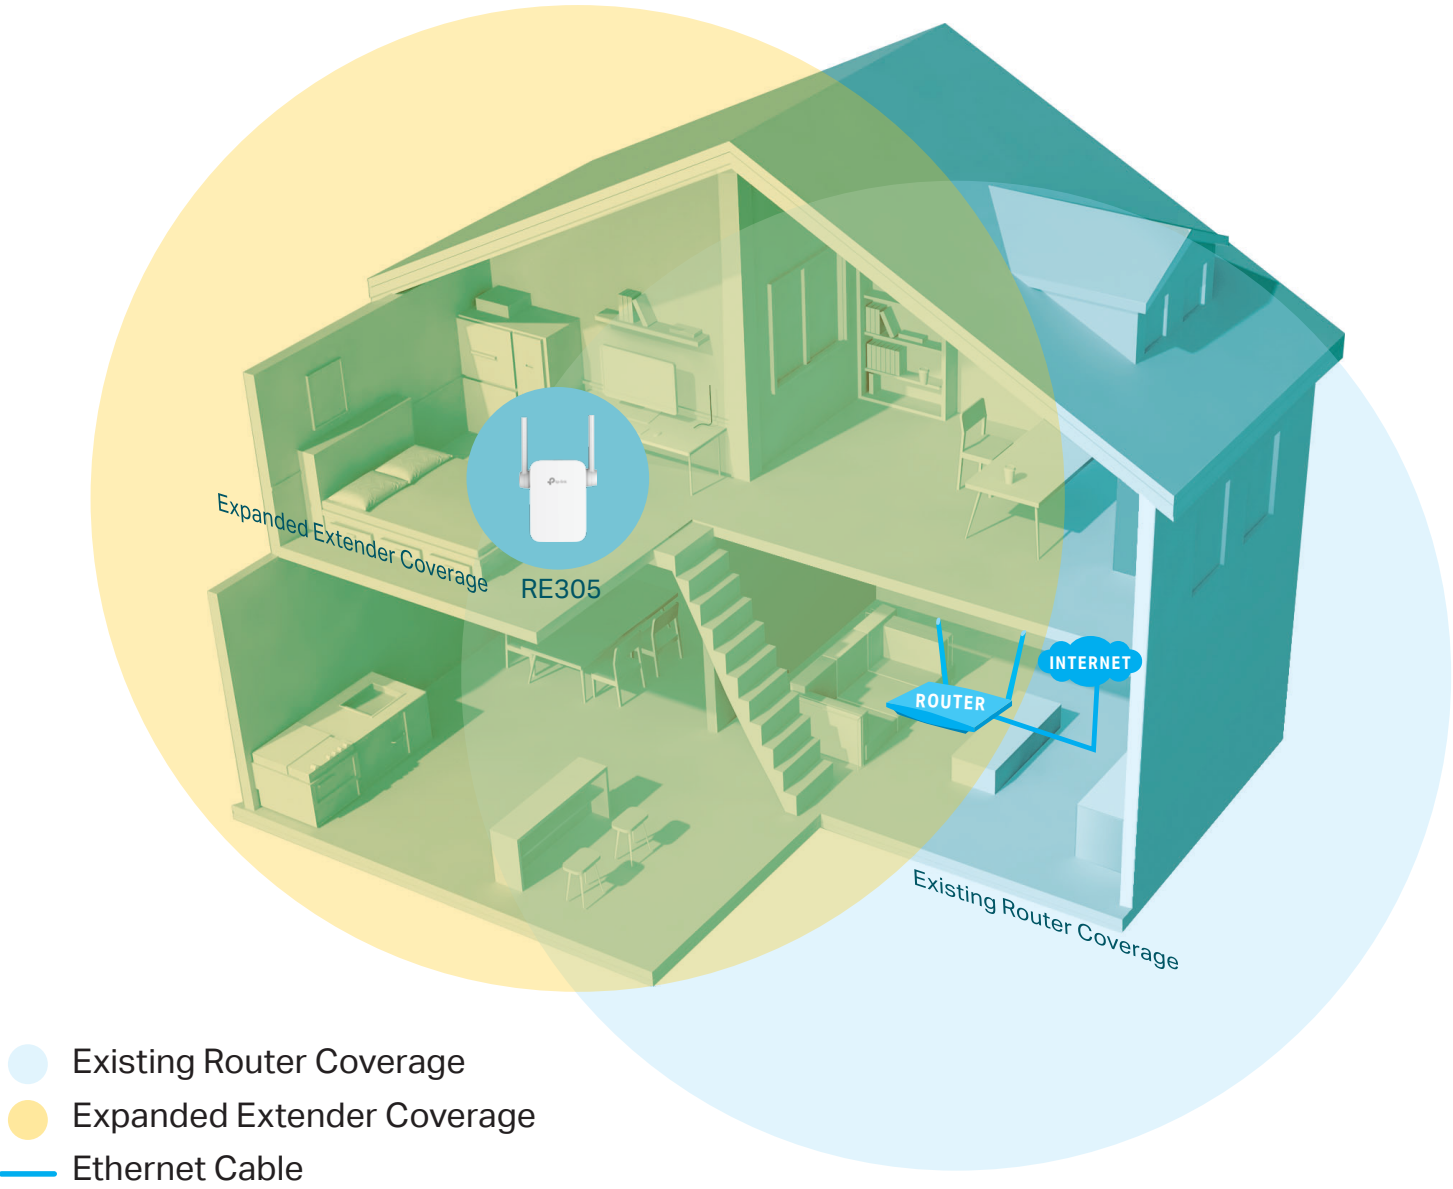 Expanded Extender Coverage
RE305
INTERNET
ROUTER
Existing Router Coverage
Existing Router Coverage
Expanded Extender Coverage
Ethernet Cable